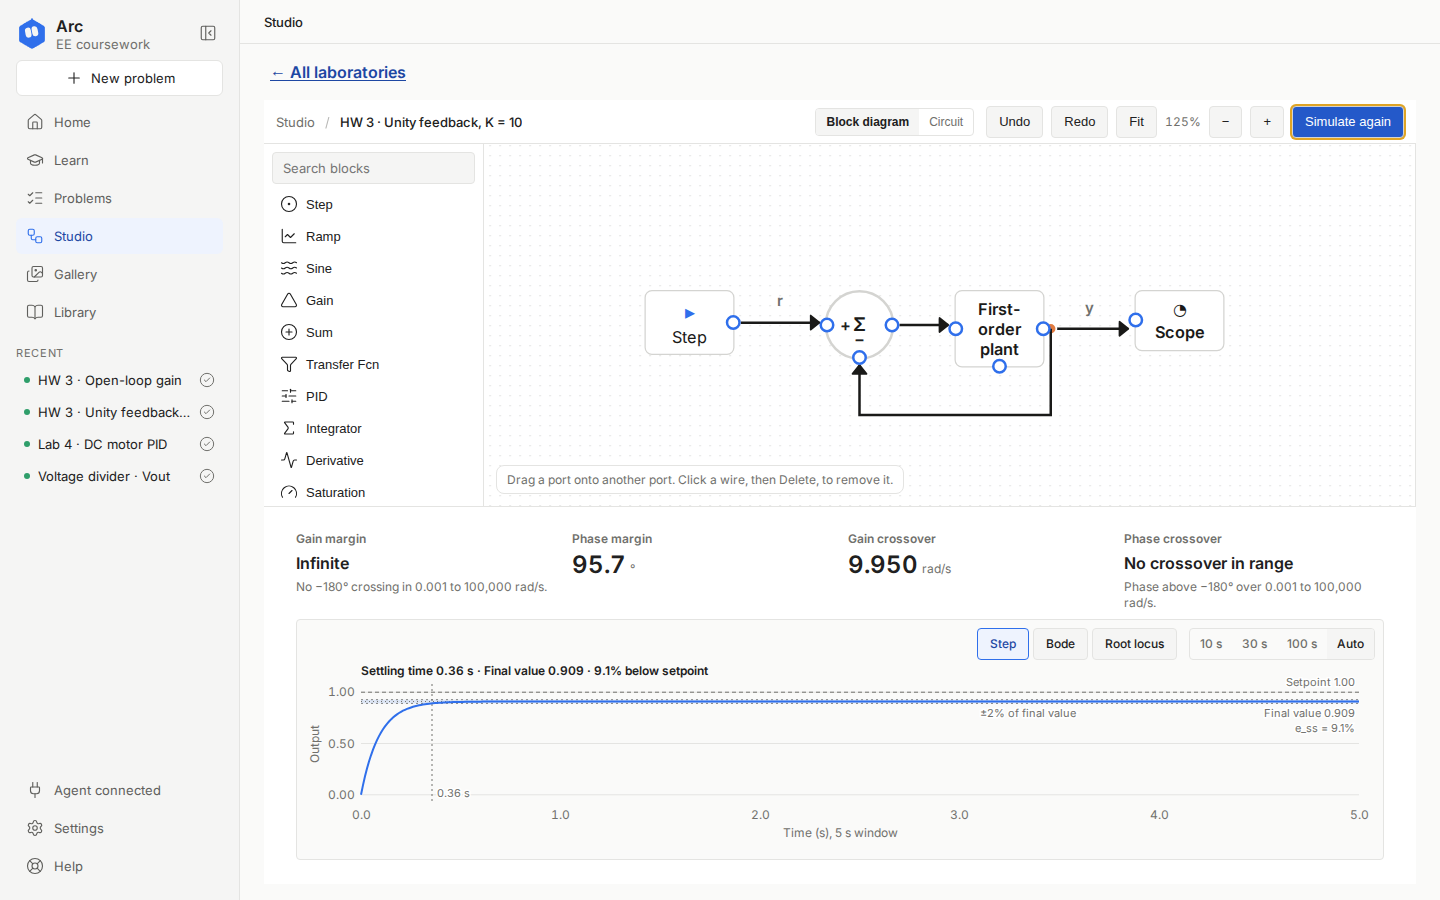 Arc
EE coursework
New problem
Home
Learn
Problems
Studio
Gallery
Library
RECENT
HW 3 · Open-loop gain
HW 3 · Unity feedback...
Lab 4 · DC motor PID
Voltage divider · Vout
Agent connected
Settings
Help
Studio
← All laboratories
Studio / HW 3 · Unity feedback, K = 10
Block diagram
Circuit
Undo
Redo
Fit
125%
−
+
Simulate again
Search blocks
Step
Ramp
Sine
Gain
Sum
Transfer Fcn
PID
Integrator
Derivative
Saturation
Step
r
+ Σ
−
First-
order
plant
y
Scope
Drag a port onto another port. Click a wire, then Delete, to remove it.
Gain margin
Infinite
No −180° crossing in 0.001 to 100,000 rad/s.
Phase margin
95.7 °
Gain crossover
9.950 rad/s
Phase crossover
No crossover in range
Phase above −180° over 0.001 to 100,000
rad/s.
Step
Bode
Root locus
10 s
30 s
100 s
Auto
Settling time 0.36 s · Final value 0.909 · 9.1% below setpoint
Setpoint 1.00
±2% of final value
Final value 0.909
e_ss = 9.1%
Output
1.00
0.50
0.00
0.36 s
0.0
1.0
2.0
3.0
4.0
5.0
Time (s), 5 s window